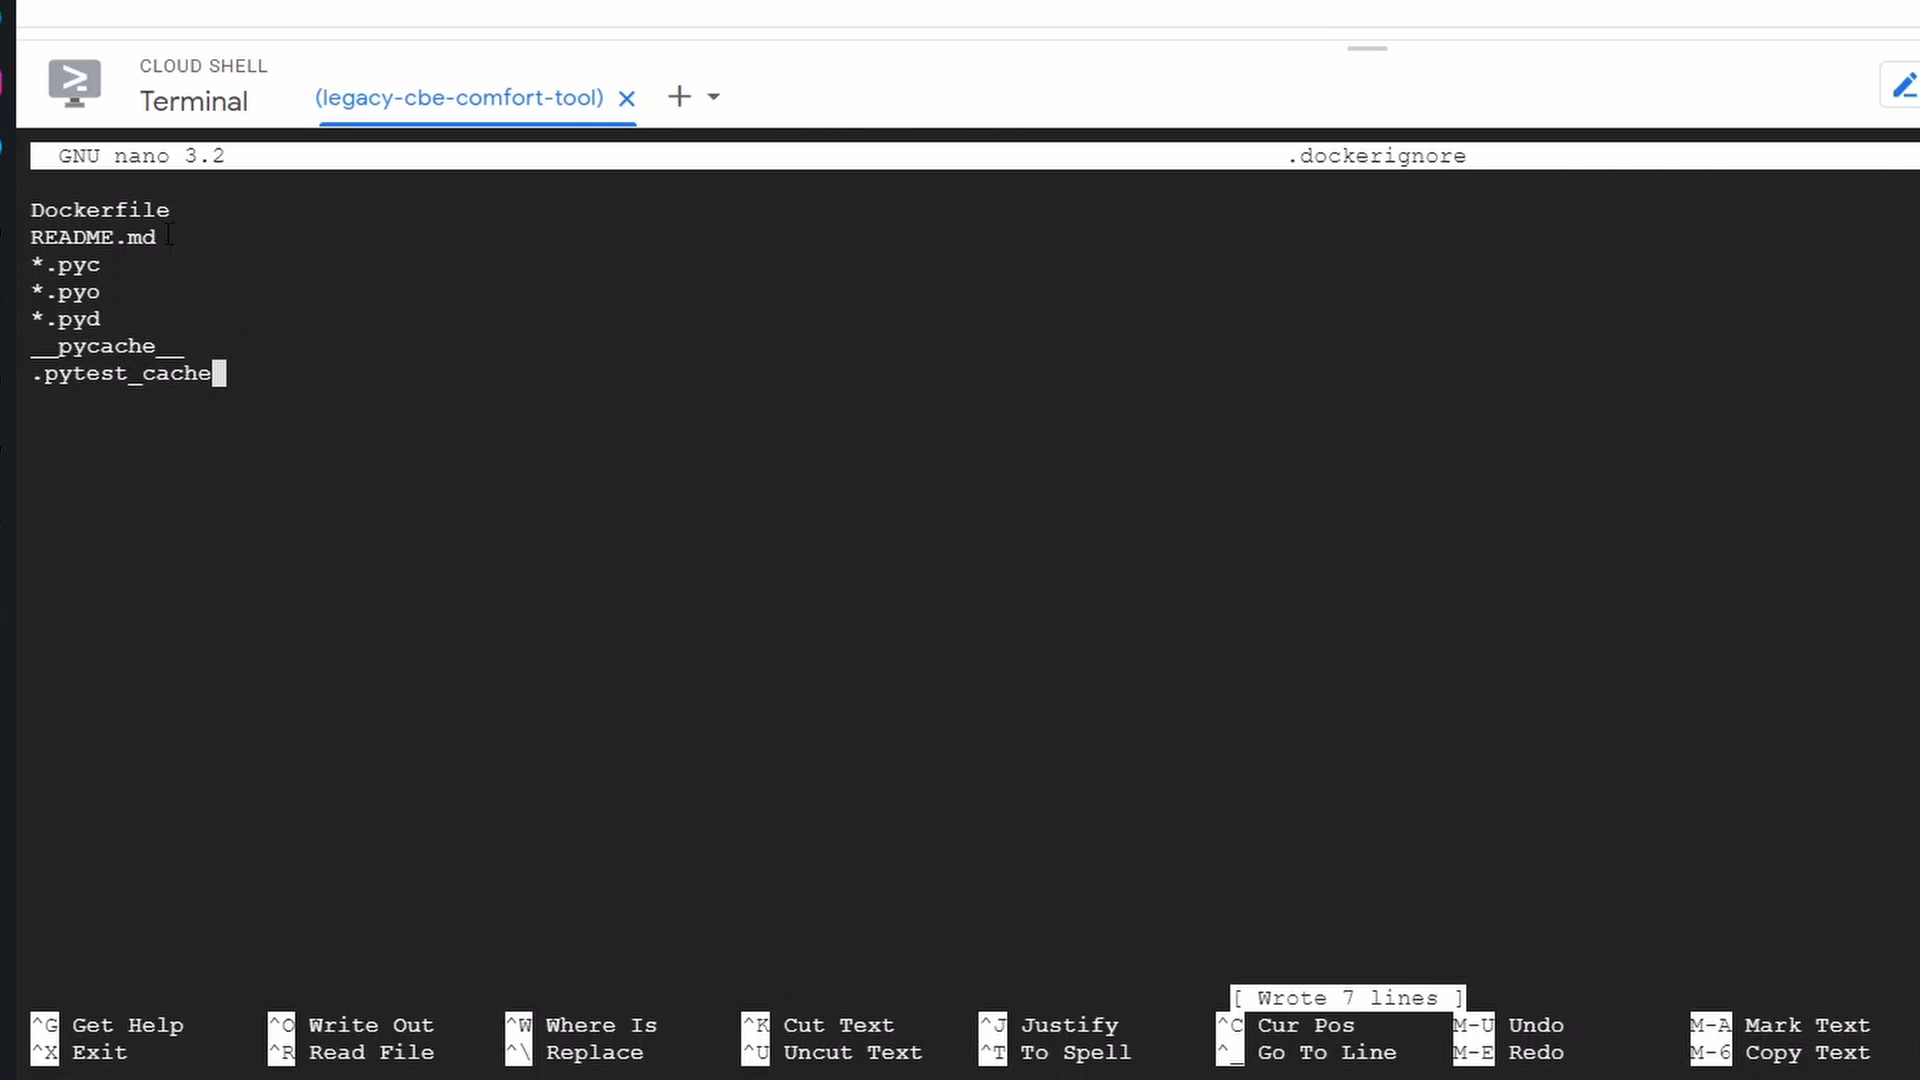 CLOUD SHELL
Terminal
(legacy-cbe-comfort-tool)
GNU nano 3.2 .dockerignore
Dockerfile
README.md
*.pyc
*.pyo
*.pyd
__pycache__
.pytest_cache
[ Wrote 7 lines ]
^G Get Help ^O Write Out ^W Where Is ^K Cut Text ^J Justify ^C Cur Pos M-U Undo M-A Mark Text
^X Exit ^R Read File ^\ Replace ^U Uncut Text ^T To Spell ^_ Go To Line M-E Redo M-6 Copy Text